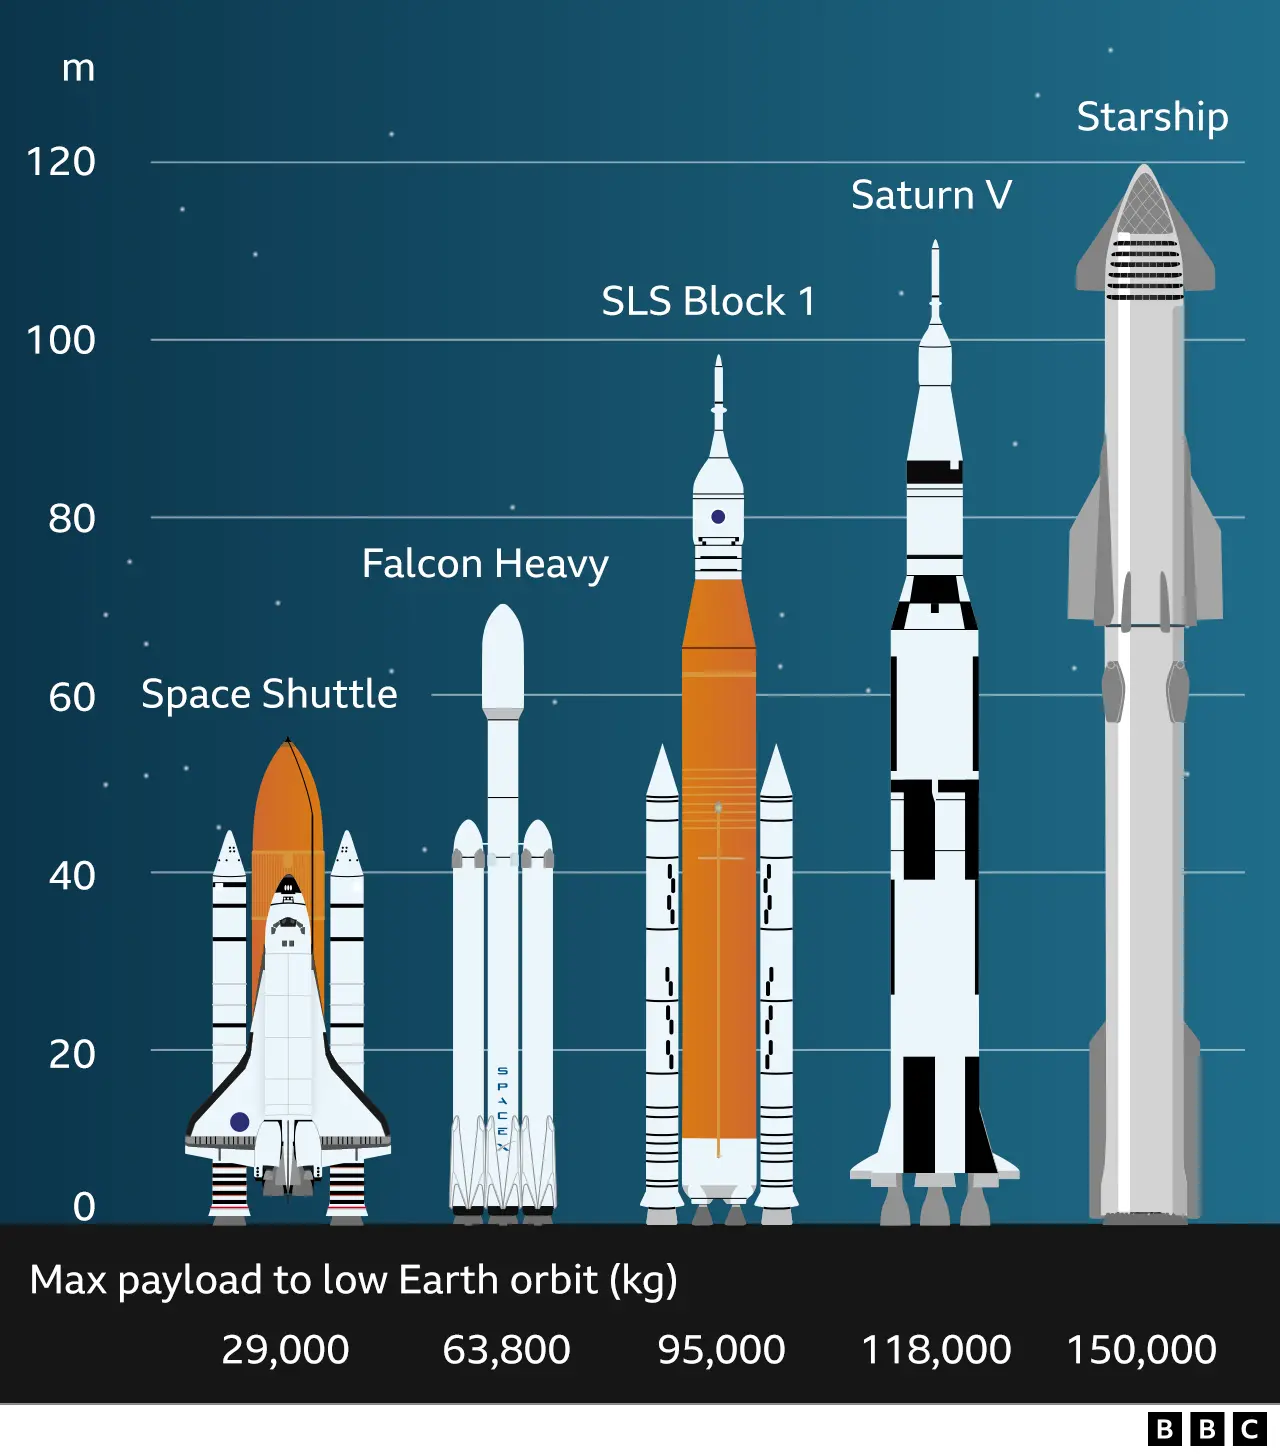 m
120
Starship
Saturn V
SLS Block 1
100
80
Falcon Heavy
60
Space Shuttle
40
20
SPACEX
0
Max payload to low Earth orbit (kg)
29,000 63,800 95,000 118,000 150,000
BBC